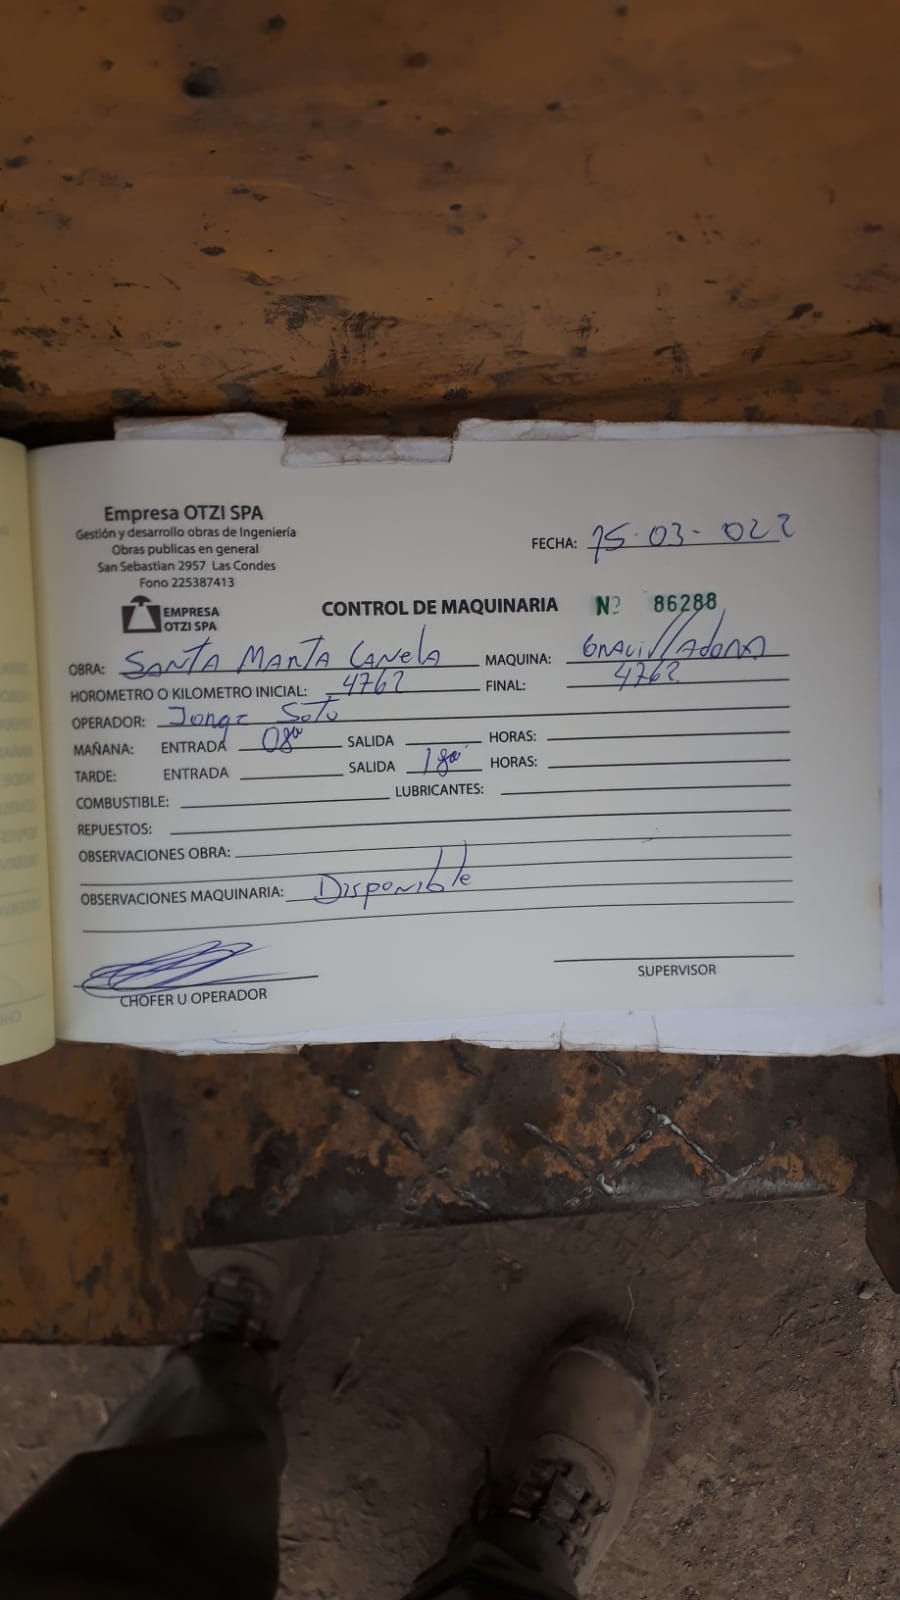 Empresa OTZI SPA
Gestión y desarrollo obras de Ingeniería
Obras publicas en general
San Sebastian 2957 Las Condes
Fono 225387413
EMPRESA
OTZI SPA
FECHA: 15-03-022
CONTROL DE MAQUINARIA Nº 86288
OBRA: SANTA MARTA CANELA MAQUINA: GRAVILLADORA
HOROMETRO O KILOMETRO INICIAL: 4762 FINAL: 4762
OPERADOR: Jorge Soto
MAÑANA: ENTRADA 08⁰⁰ SALIDA HORAS:
TARDE: ENTRADA SALIDA 18⁰⁰ HORAS:
COMBUSTIBLE: LUBRICANTES:
REPUESTOS:
OBSERVACIONES OBRA:
OBSERVACIONES MAQUINARIA: Disponible
CHOFER U OPERADOR
SUPERVISOR